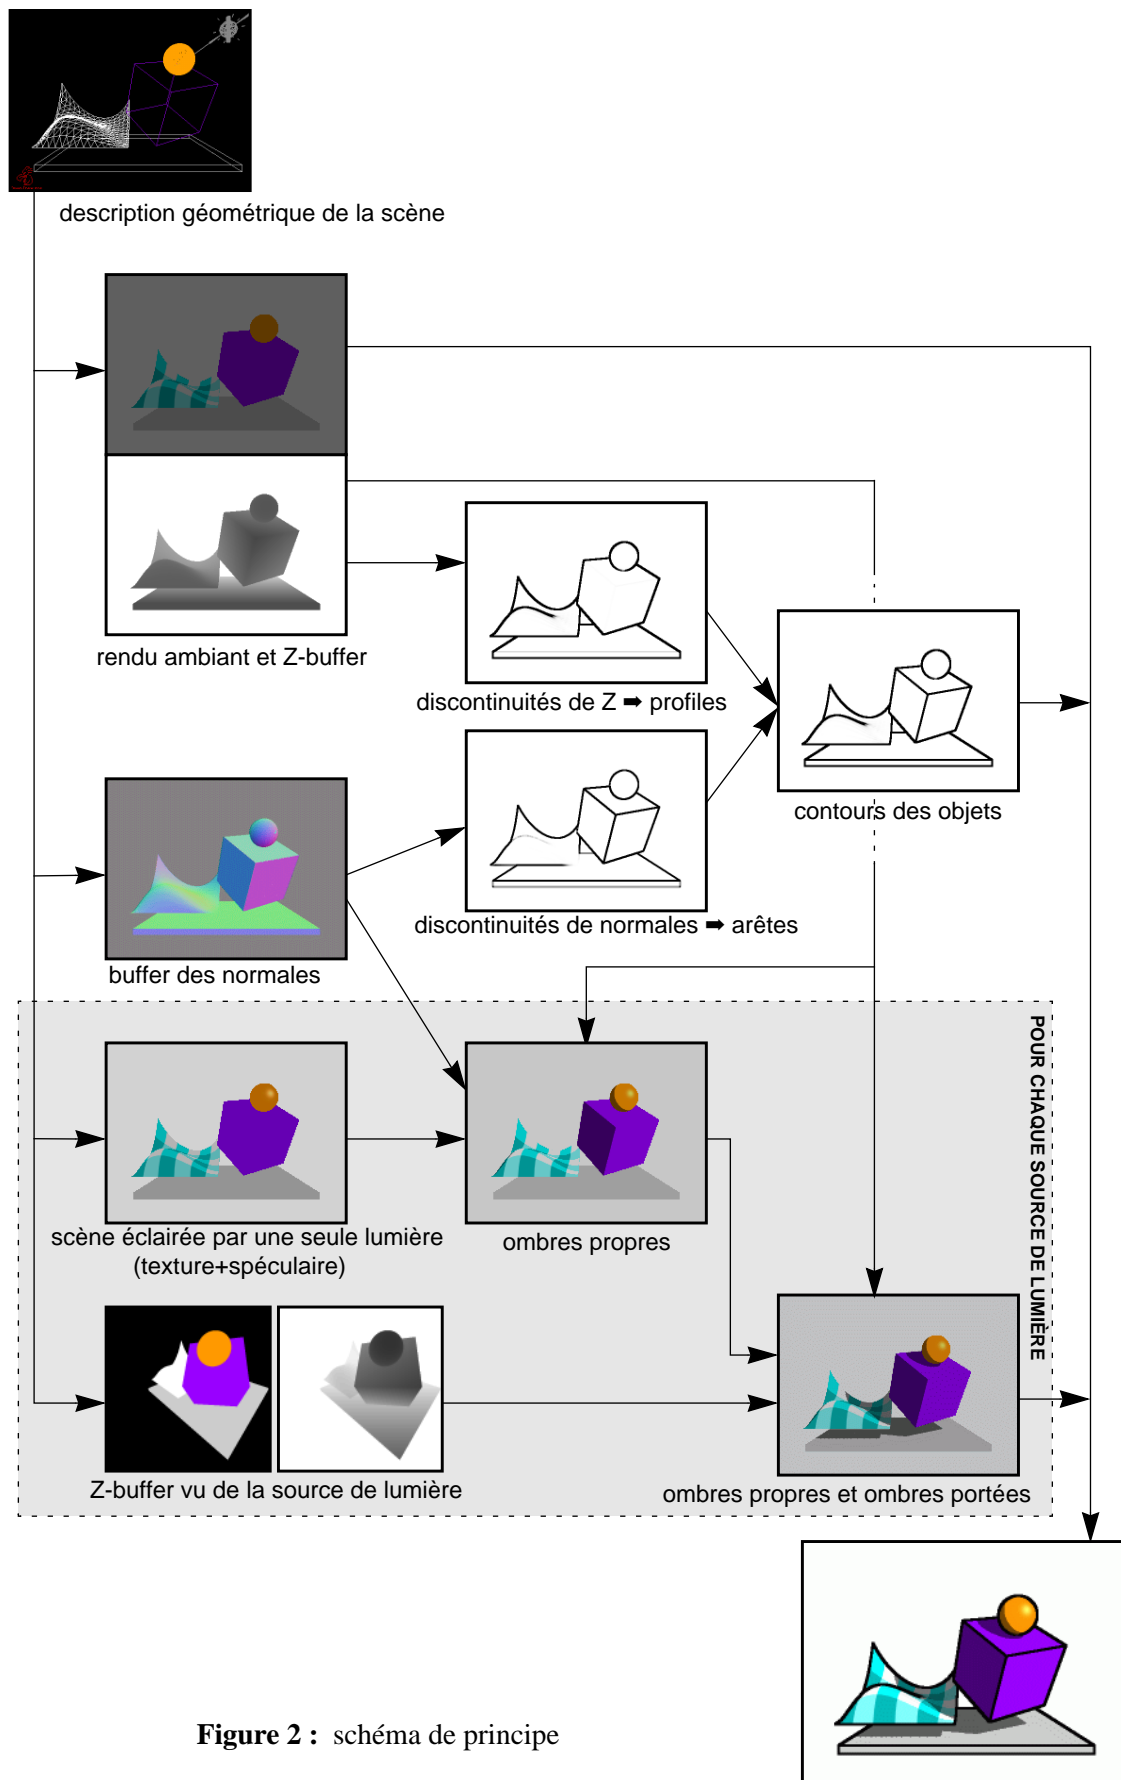 description géométrique de la scène
rendu ambiant et Z-buffer
discontinuités de Z ➡ profiles
contours des objets
discontinuités de normales ➡ arêtes
buffer des normales
POUR CHAQUE SOURCE DE LUMIÈRE
scène éclairée par une seule lumière
(texture+spéculaire)
ombres propres
Z-buffer vu de la source de lumière
ombres propres et ombres portées
Figure 2 : schéma de principe